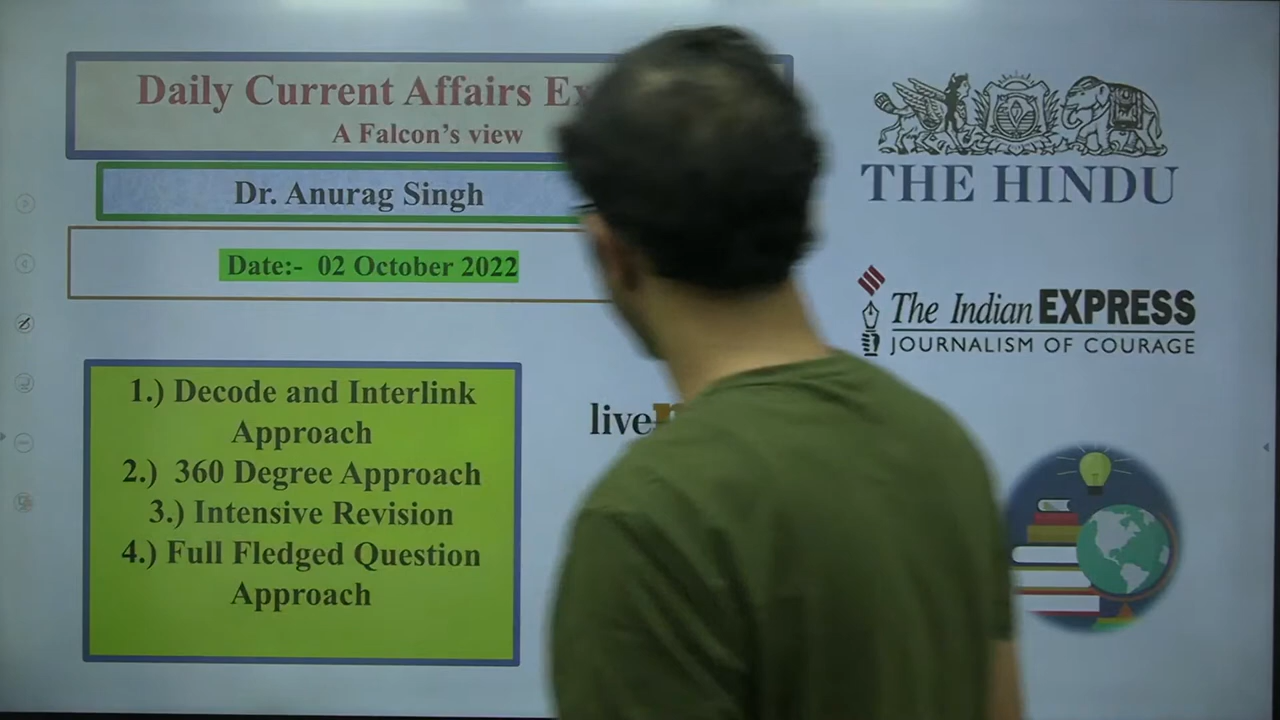 Daily Current Affairs
A Falcon's view
Dr. Anurag Singh
Date:- 02 October 2022
1.) Decode and Interlink
Approach
2.) 360 Degree Approach
3.) Intensive Revision
4.) Full Fledged Question
Approach
live
THE HINDU
The Indian EXPRESS
JOURNALISM OF COURAGE